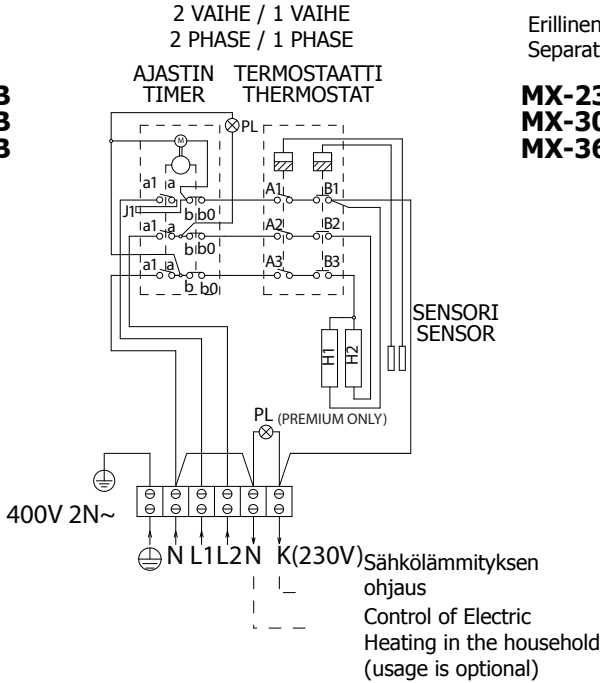 2 VAIHE / 1 VAIHE
2 PHASE / 1 PHASE
Erillinen
Separat
B
B
B
MX-23
MX-30
MX-36
AJASTIN TERMOSTAATTI
TIMER THERMOSTAT
PL
M
a1 a A1 B1
J1 b b0
a1 a A2 B2
b b0
a1 a A3 B3
b b0
SENSORI
SENSOR
H1 H2
PL (PREMIUM ONLY)
400V 2N~
N L1 L2 N K(230V)
Sähkölämmityksen
ohjaus
Control of Electric
Heating in the household
(usage is optional)